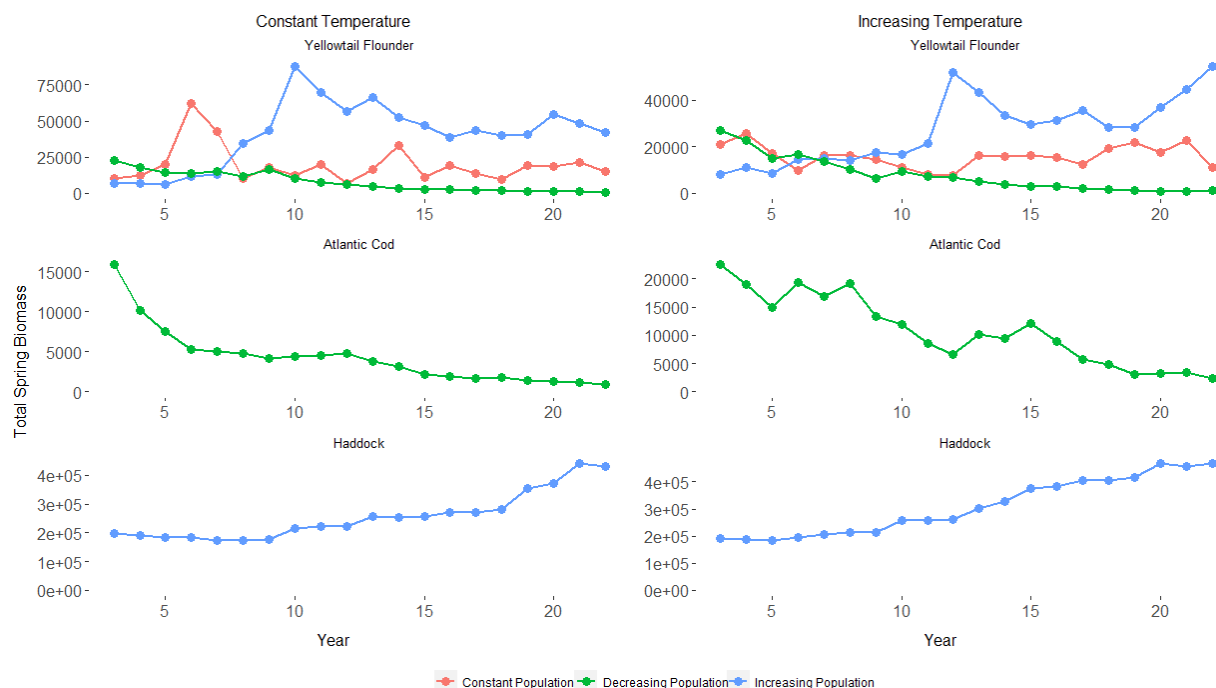 Constant Temperature
Increasing Temperature
Yellowtail Flounder
Yellowtail Flounder
75000
50000
25000
0
5 10 15 20
40000
20000
0
5 10 15 20
Atlantic Cod
Atlantic Cod
15000
10000
5000
0
5 10 15 20
20000
15000
10000
5000
0
5 10 15 20
Total Spring Biomass
Haddock
Haddock
4e+05
3e+05
2e+05
1e+05
0e+00
5 10 15 20
4e+05
3e+05
2e+05
1e+05
0e+00
5 10 15 20
Year
Year
Constant Population Decreasing Population Increasing Population